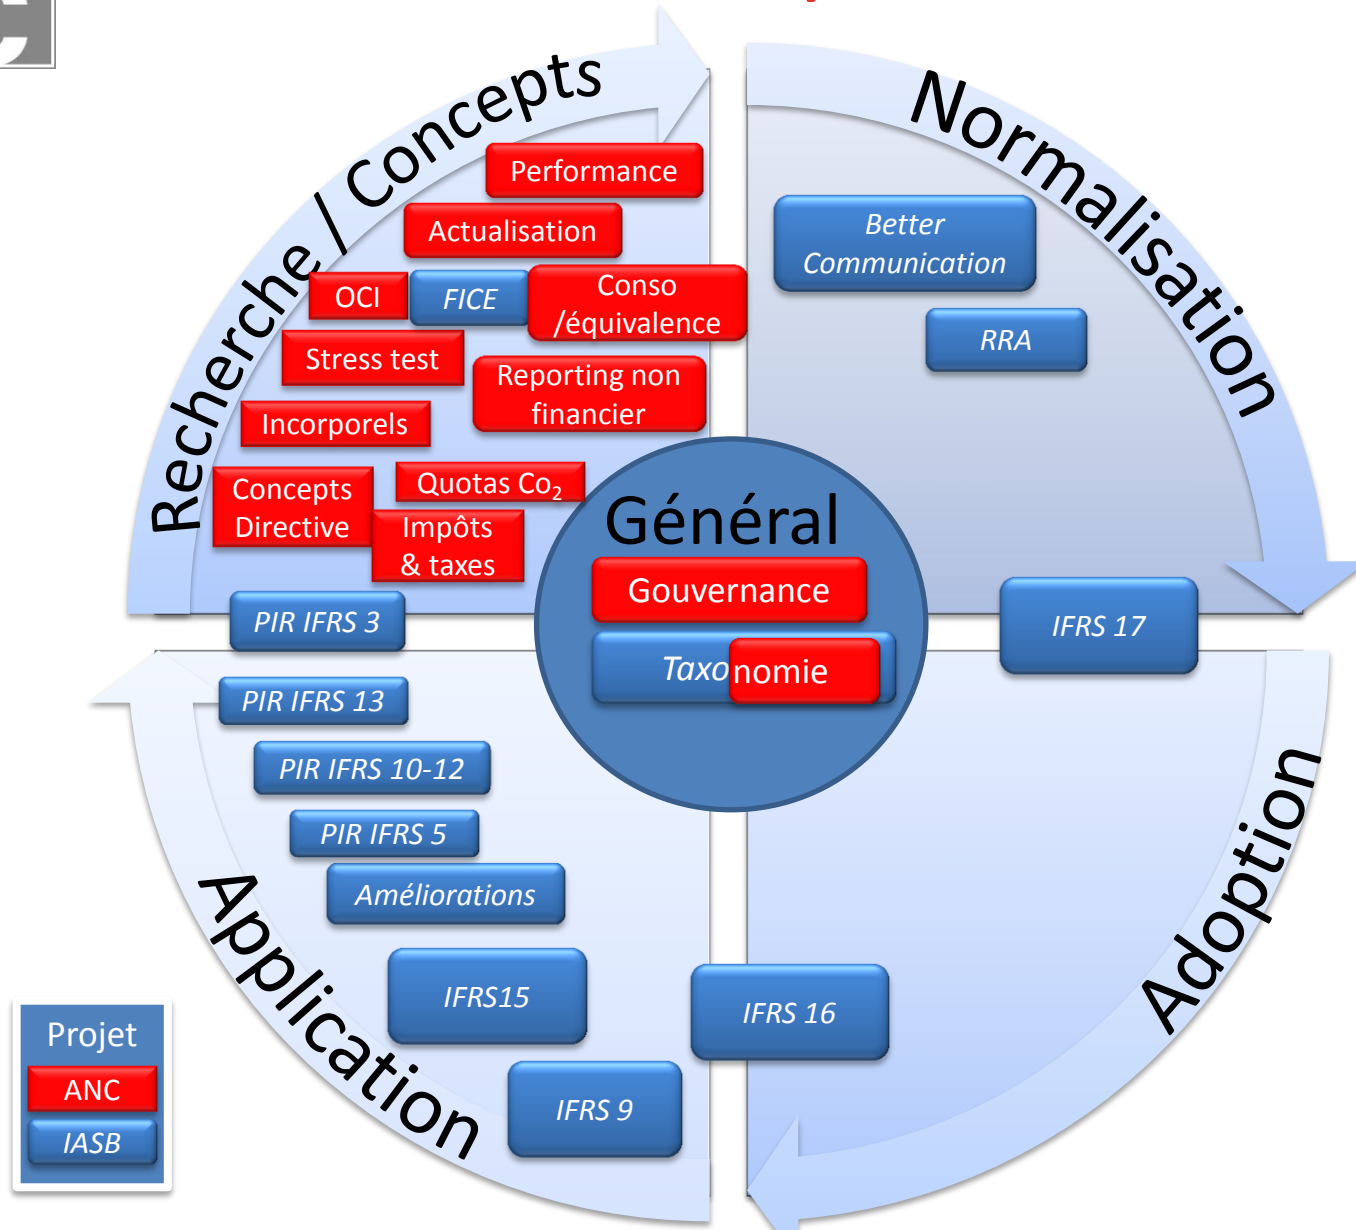 Recherche / Concepts
Performance
Actualisation
OCI
FICE
Conso
/équivalence
Stress test
Reporting non
financier
Incorporels
Concepts
Directive
Quotas Co₂
Impôts
& taxes
PIR IFRS 3
Normalisation
Better
Communication
RRA
IFRS 17
Général
Gouvernance
Taxonomie
Adoption
IFRS 16
Application
PIR IFRS 13
PIR IFRS 10-12
PIR IFRS 5
Améliorations
IFRS15
IFRS 9
Projet
ANC
IASB